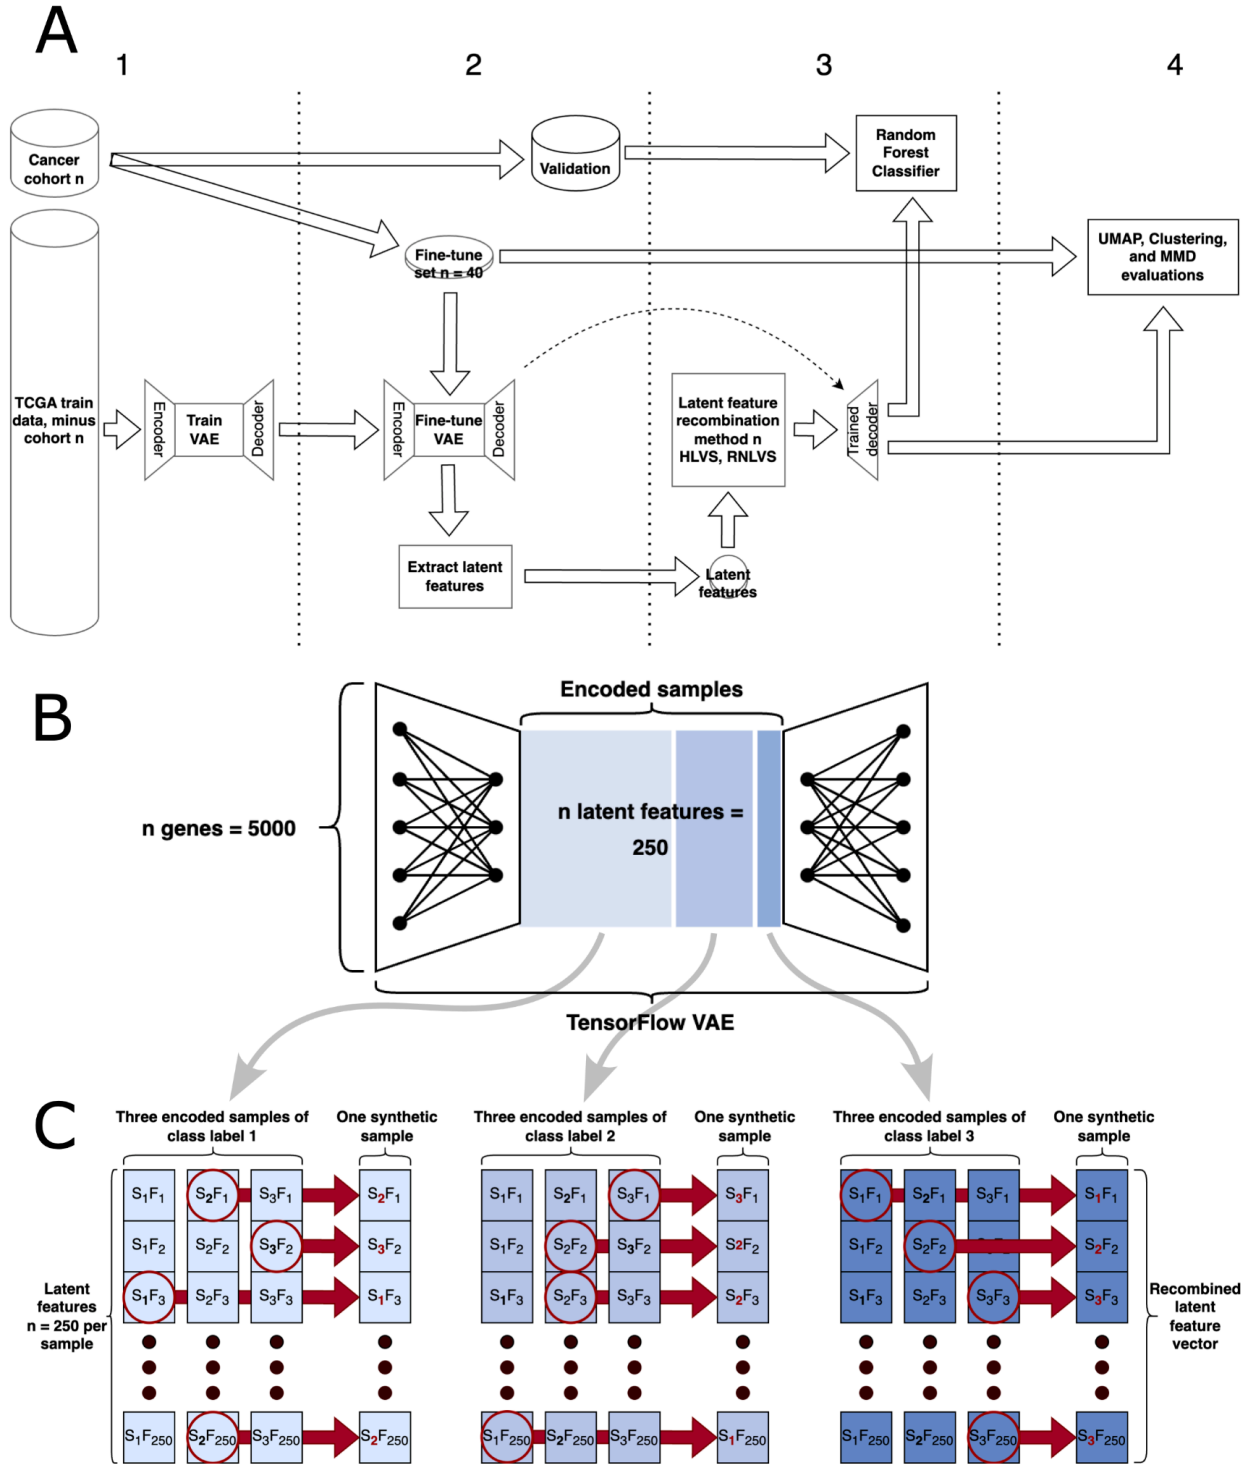 A
1
2
3
4
Cancer
cohort n
Validation
Random
Forest
Classifier
Fine-tune
set n = 40
UMAP, Clustering,
and MMD
evaluations
TCGA train
data, minus
cohort n
Encoder
Train
VAE
Decoder
Encoder
Fine-tune
VAE
Decoder
Latent feature
recombination
method n
HLVS, RNLVS
Trained
decoder
Extract latent
features
Latent
features
B
Encoded samples
n genes = 5000
n latent features =
250
TensorFlow VAE
C
Three encoded samples of
class label 1
One synthetic
sample
Three encoded samples of
class label 2
One synthetic
sample
Three encoded samples of
class label 3
One synthetic
sample
Latent
features
n = 250 per
sample
S1F1 S2F1 S3F1 S2F1
S1F2 S2F2 S3F2 S3F2
S1F3 S2F3 S3F3 S1F3
S1F250 S2F250 S3F250 S2F250
S1F1 S2F1 S3F1 S3F1
S1F2 S2F2 S3F2 S2F2
S1F3 S2F3 S3F3 S2F3
S1F250 S2F250 S3F250 S1F250
S1F1 S2F1 S3F1 S1F1
S1F2 S2F2 S2F2
S1F3 S2F3 S3F3 S3F3
S1F250 S2F250 S3F250 S3F250
Recombined
latent
feature
vector